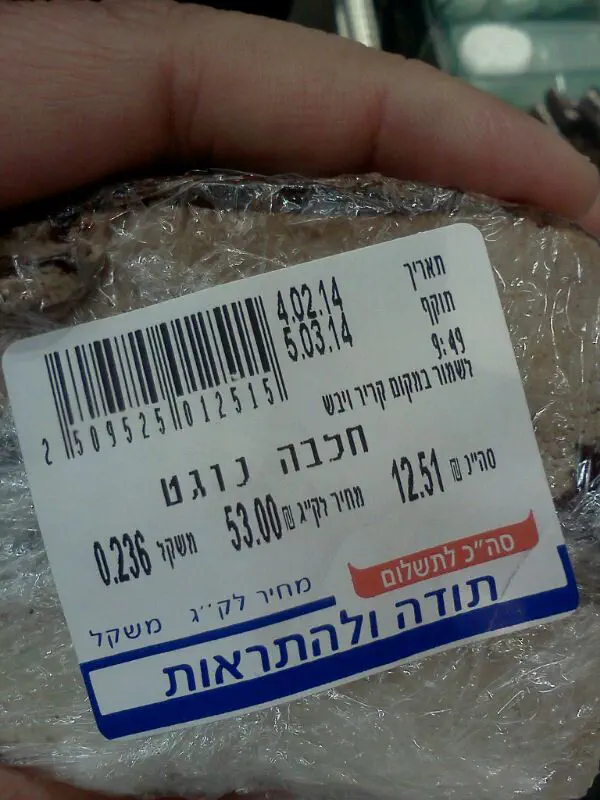 תאריך 4.02.14
תוקף 5.03.14
9:49
לשמור במקום קריר ויבש
2 509525 012515
חכבה נוגט
סה"כ ₪ 12.51 מחיר לק"ג ₪ 53.00 משקל 0.236
סה"כ לתשלום מחיר לק"ג משקל
תודה ולהתראות